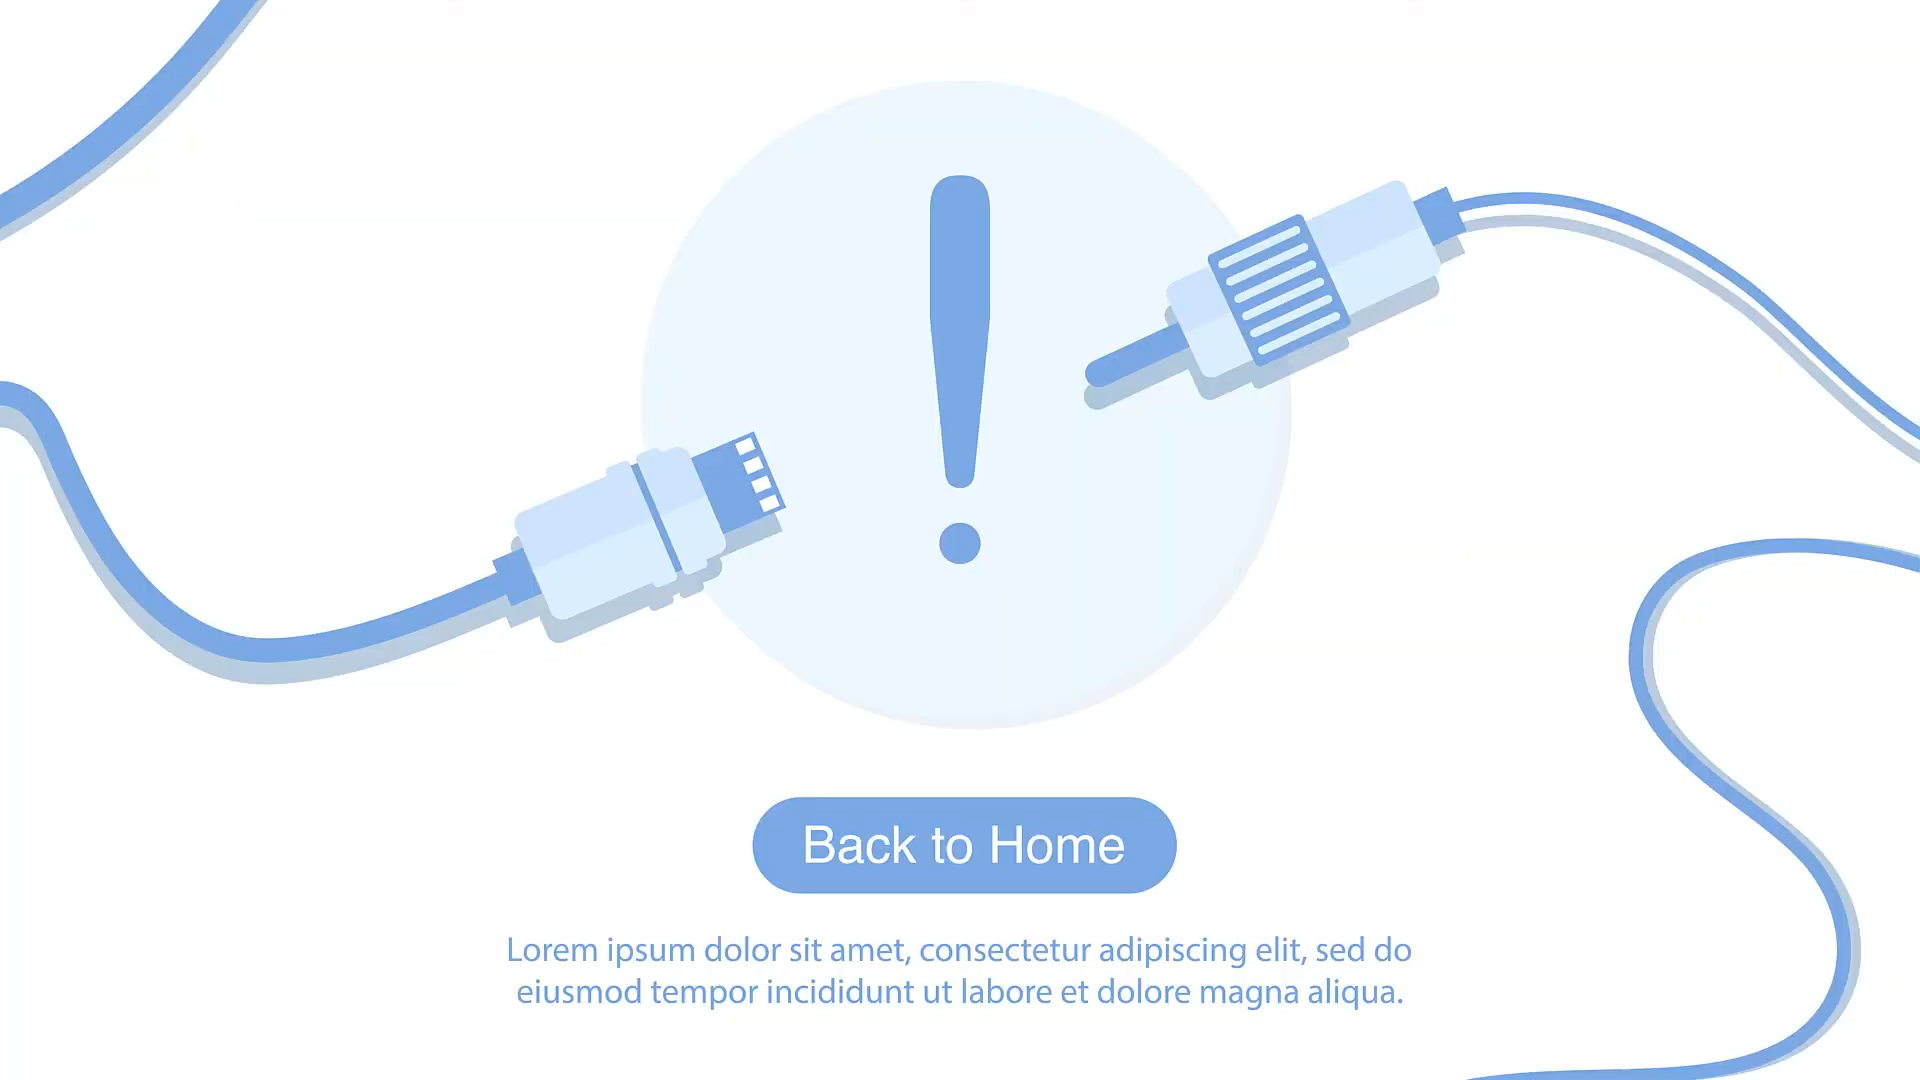 !
Back to Home
Lorem ipsum dolor sit amet, consectetur adipiscing elit, sed do
eiusmod tempor incididunt ut labore et dolore magna aliqua.